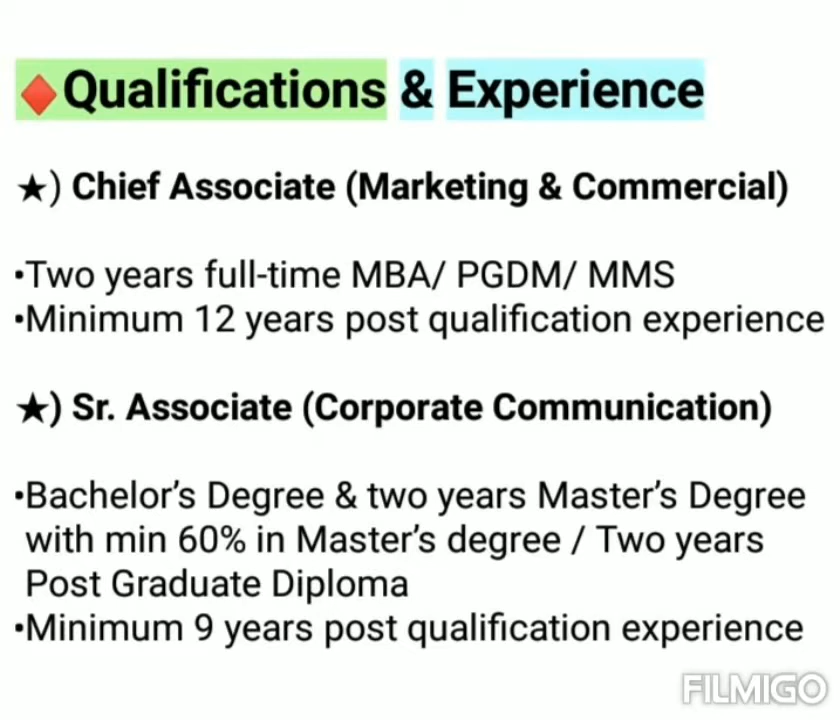 ♦Qualifications & Experience
★) Chief Associate (Marketing & Commercial)
•Two years full-time MBA/ PGDM/ MMS
•Minimum 12 years post qualification experience
★) Sr. Associate (Corporate Communication)
•Bachelor’s Degree & two years Master’s Degree
with min 60% in Master’s degree / Two years
Post Graduate Diploma
•Minimum 9 years post qualification experience
FILMIGO